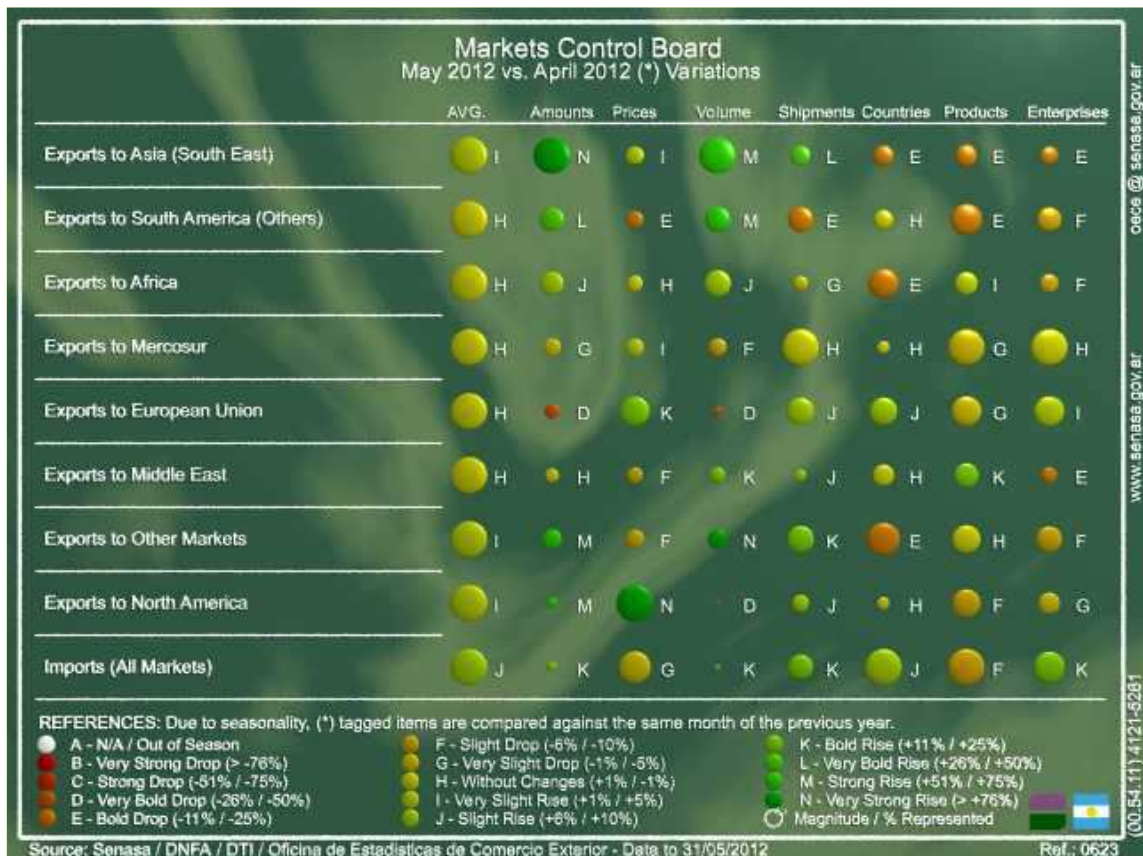 Markets Control Board
May 2012 vs. April 2012 (*) Variations
AVG. Amounts Prices Volume Shipments Countries Products Enterprises
Exports to Asia (South East) I N I M L E E E
Exports to South America (Others) H L E M E H E F
Exports to Africa H J H J G E I F
Exports to Mercosur H G I F H H G H
Exports to European Union H D K D J J G I
Exports to Middle East H H F K J H K E
Exports to Other Markets I M F N K E H F
Exports to North America I M N D J H F G
Imports (All Markets) J K G K K J F K
REFERENCES: Due to seasonality, (*) tagged items are compared against the same month of the previous year.
A - N/A / Out of Season
B - Very Strong Drop (> -76%)
C - Strong Drop (-51% / -75%)
D - Very Bold Drop (-26% / -50%)
E - Bold Drop (-11% / -25%)
F - Slight Drop (-6% / -10%)
G - Very Slight Drop (-1% / -5%)
H - Without Changes (+1% / -1%)
I - Very Slight Rise (+1% / +5%)
J - Slight Rise (+6% / +10%)
K - Bold Rise (+11% / +25%)
L - Very Bold Rise (+26% / +50%)
M - Strong Rise (+51% / +75%)
N - Very Strong Rise (> +76%)
Magnitude / % Represented
Source: Senasa / DNFA / DTI / Oficina de Estadisticas de Comercio Exterior - Data to 31/05/2012
Ref.: 0623
oece @ senasa.gov.ar
www.senasa.gov.ar
(00.54.11) 4121-5281